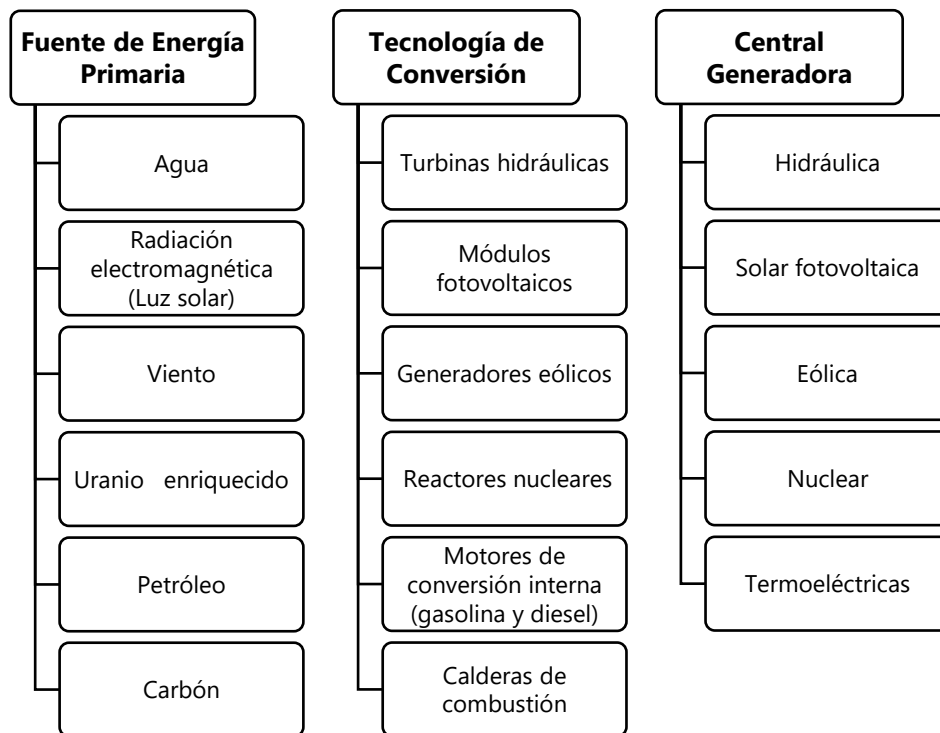 Fuente de Energía
Primaria
Agua
Radiación
electromagnética
(Luz solar)
Viento
Uranio enriquecido
Petróleo
Carbón
Tecnología de
Conversión
Turbinas hidráulicas
Módulos
fotovoltaicos
Generadores eólicos
Reactores nucleares
Motores de
conversión interna
(gasolina y diesel)
Calderas de
combustión
Central
Generadora
Hidráulica
Solar fotovoltaica
Eólica
Nuclear
Termoeléctricas